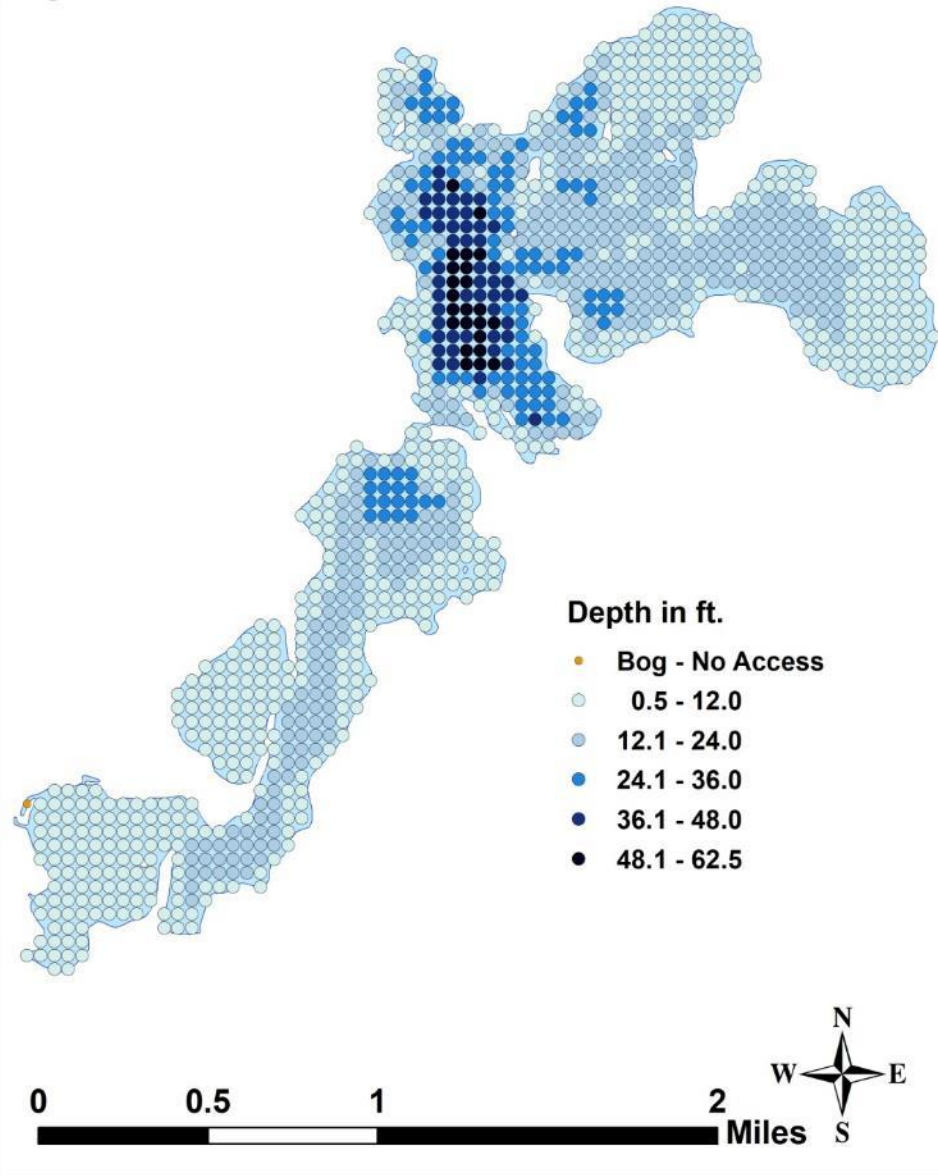 Depth in ft.
Bog - No Access
0.5 - 12.0
12.1 - 24.0
24.1 - 36.0
36.1 - 48.0
48.1 - 62.5
N
W E
S
0 0.5 1 2
Miles